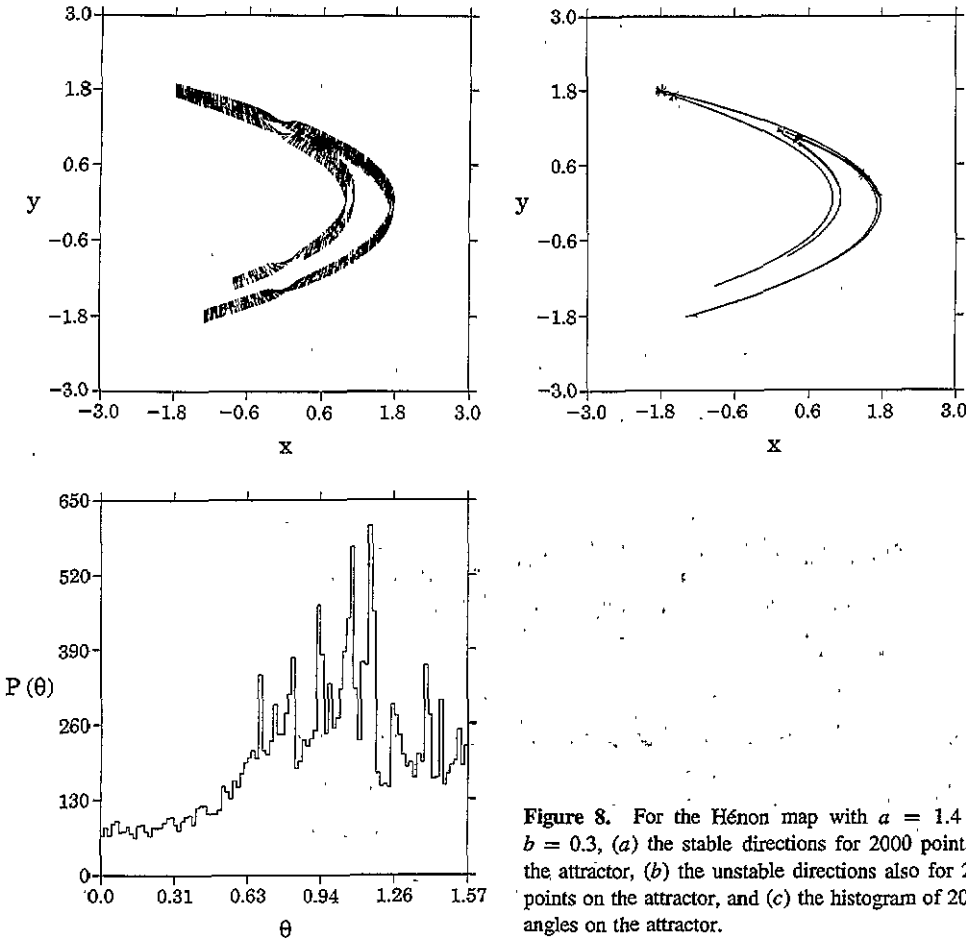 3.0
1.8
0.6
y
−0.6
−1.8
−3.0
−3.0 −1.8 −0.6 0.6 1.8 3.0
x
3.0
1.8
0.6
y
−0.6
−1.8
−3.0
−3.0 −1.8 −0.6 0.6 1.8 3.0
x
650
520
390
P(θ)
260
130
0
0.0 0.31 0.63 0.94 1.26 1.57
θ
Figure 8. For the Hénon map with a = 1.4
b = 0.3, (a) the stable directions for 2000
the attractor, (b) the unstable directions also for
points on the attractor, and (c) the histogram of
angles on the attractor.